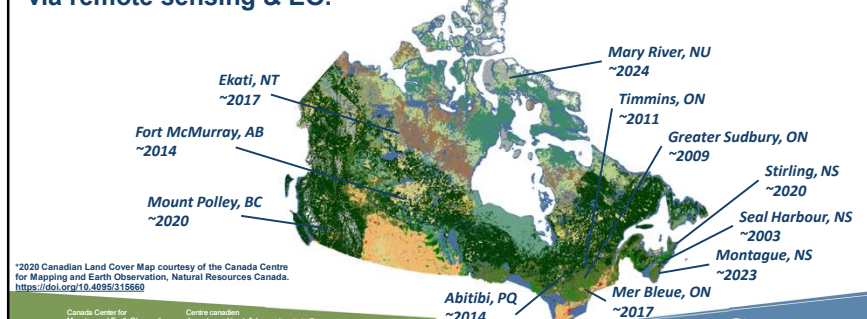 via remote sensing & EO.
Mary River, NU
~2024
Ekati, NT
~2017
Timmins, ON
~2011
Fort McMurray, AB
~2014
Greater Sudbury, ON
~2009
Stirling, NS
~2020
Mount Polley, BC
~2020
Seal Harbour, NS
~2003
Montague, NS
~2023
*2020 Canadian Land Cover Map courtesy of the Canada Centre
for Mapping and Earth Observation, Natural Resources Canada.
https://doi.org/10.4095/315660
Abitibi, PQ
~2014
Mer Bleue, ON
~2017
Canada Center for
Centre canadien